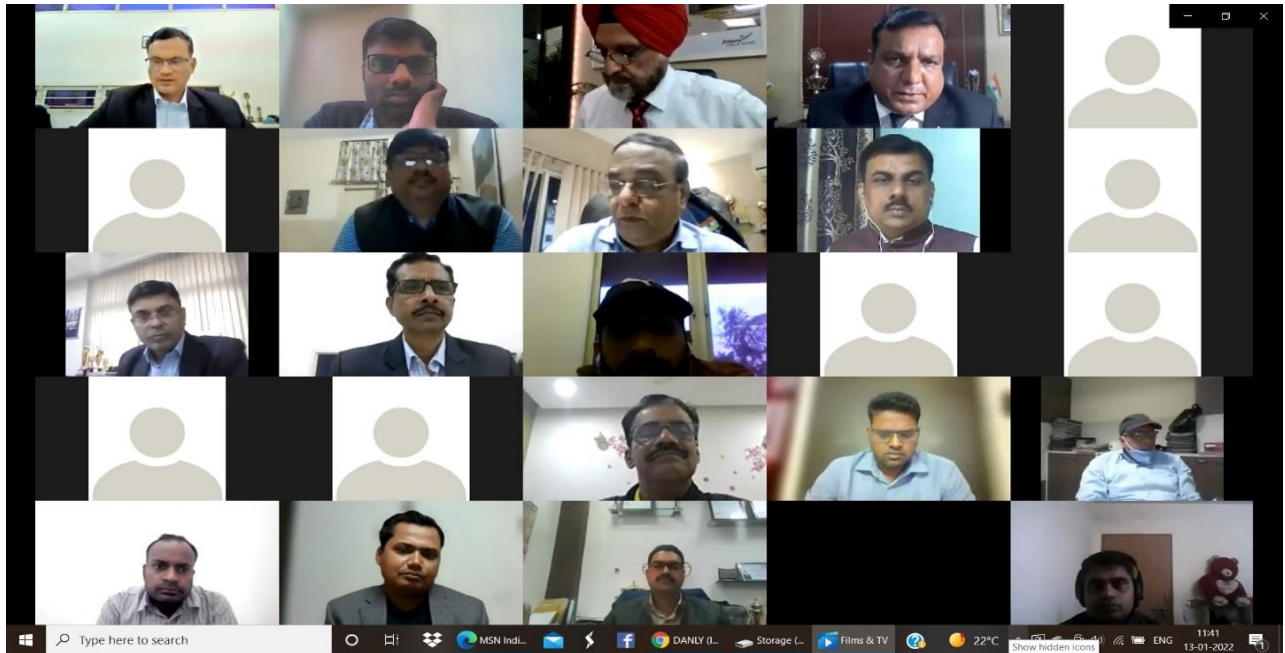 Type here to search
MSN Indi...
DANLY (I...
Storage (...
Films & TV
22°C
ENG
11:41
13-01-2022
Show hidden icons
1